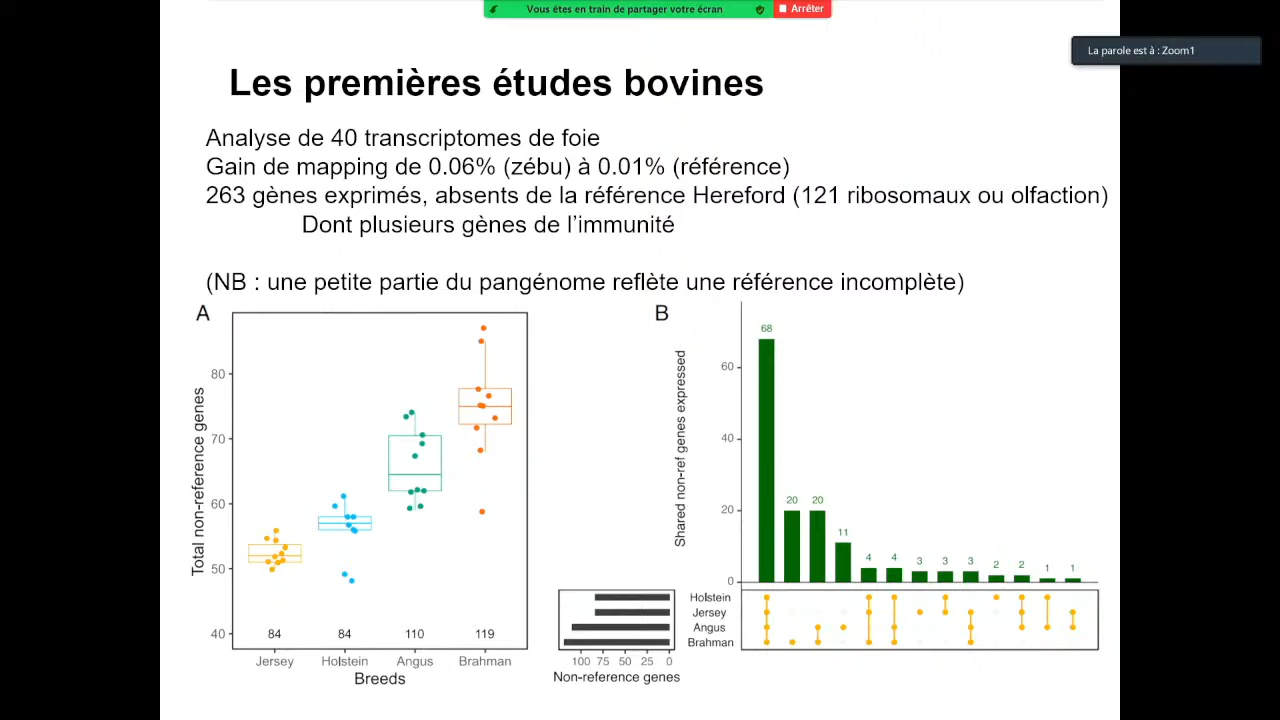 Vous êtes en train de partager votre écran
Arrêter
La parole est à : Zoom1
Les premières études bovines
Analyse de 40 transcriptomes de foie
Gain de mapping de 0.06% (zébu) à 0.01% (référence)
263 gènes exprimés, absents de la référence Hereford (121 ribosomaux ou olfaction)
Dont plusieurs gènes de l'immunité
(NB : une petite partie du pangénome reflète une référence incomplète)
A
Total non-reference genes
80
70
60
50
40
84 84 110 119
Jersey Holstein Angus Brahman
Breeds
B
Shared non-ref genes expressed
60
40
20
0
68 20 20 11 4 4 3 3 3 2 2 1 1
Holstein
Jersey
Angus
Brahman
100 75 50 25 0
Non-reference genes